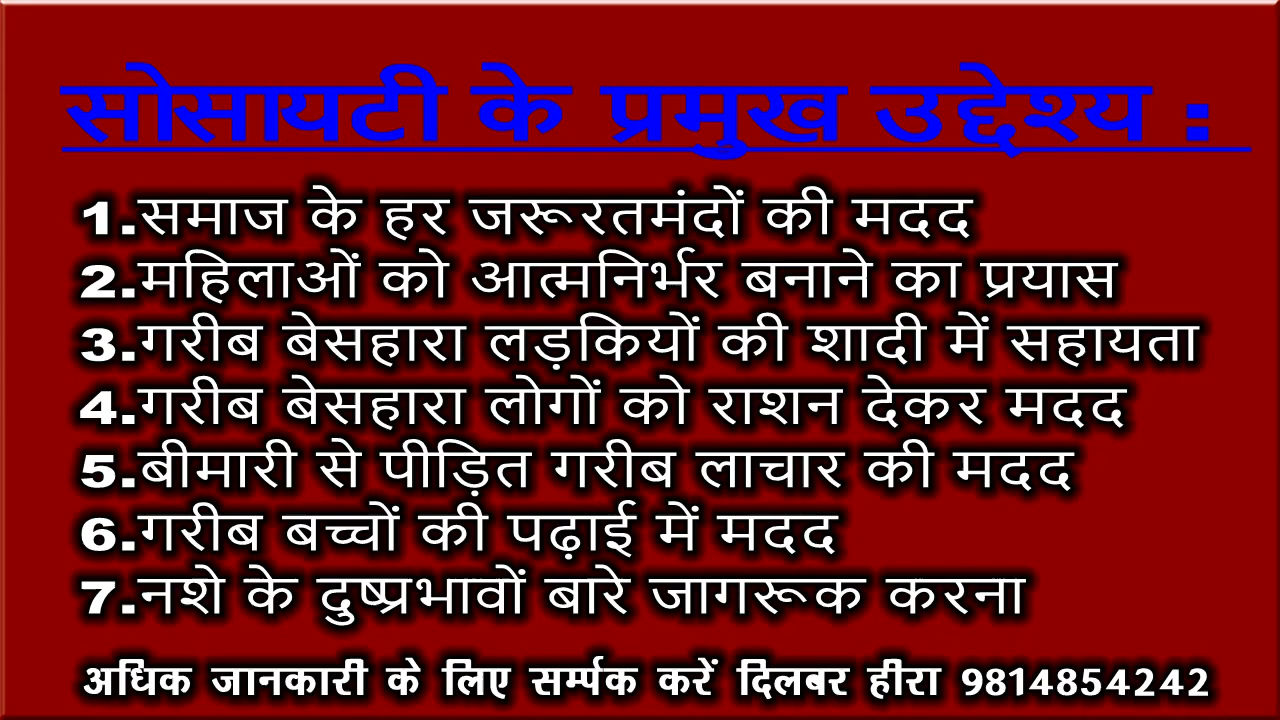 सोसायटी के प्रमुख उद्देश्य :
1.समाज के हर जरूरतमंदों की मदद
2.महिलाओं को आत्मनिर्भर बनाने का प्रयास
3.गरीब बेसहारा लड़कियों की शादी में सहायता
4.गरीब बेसहारा लोगों को राशन देकर मदद
5.बीमारी से पीड़ित गरीब लाचार की मदद
6.गरीब बच्चों की पढ़ाई में मदद
7.नशे के दुष्प्रभावों बारे जागरूक करना
अधिक जानकारी के लिए सर्म्पक करें दिलबर हीरा 9814854242